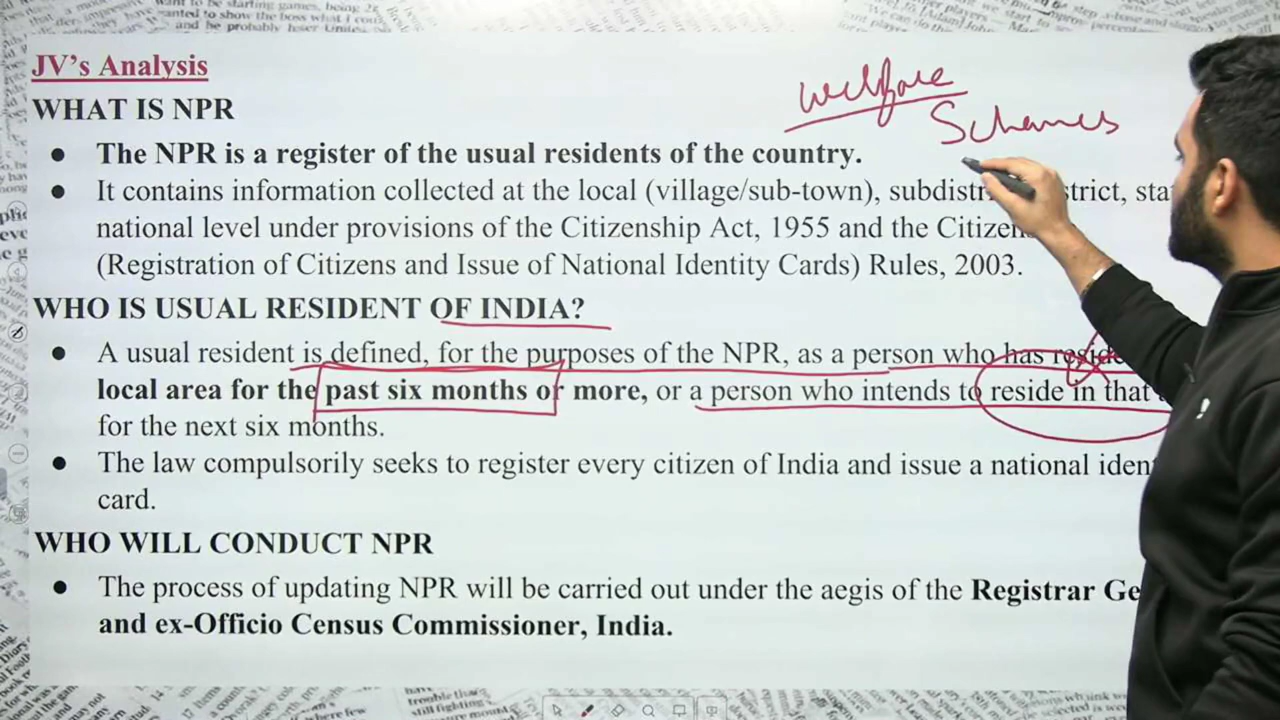 JV’s Analysis
welfare
Schemes
WHAT IS NPR
● The NPR is a register of the usual residents of the country.
● It contains information collected at the local (village/sub-town), subdistri strict, sta
national level under provisions of the Citizenship Act, 1955 and the Citizen
(Registration of Citizens and Issue of National Identity Cards) Rules, 2003.
WHO IS USUAL RESIDENT OF INDIA?
● A usual resident is defined, for the purposes of the NPR, as a person who has reside
local area for the past six months or more, or a person who intends to reside in that
for the next six months.
● The law compulsorily seeks to register every citizen of India and issue a national iden
card.
WHO WILL CONDUCT NPR
● The process of updating NPR will be carried out under the aegis of the Registrar Ge
and ex-Officio Census Commissioner, India.